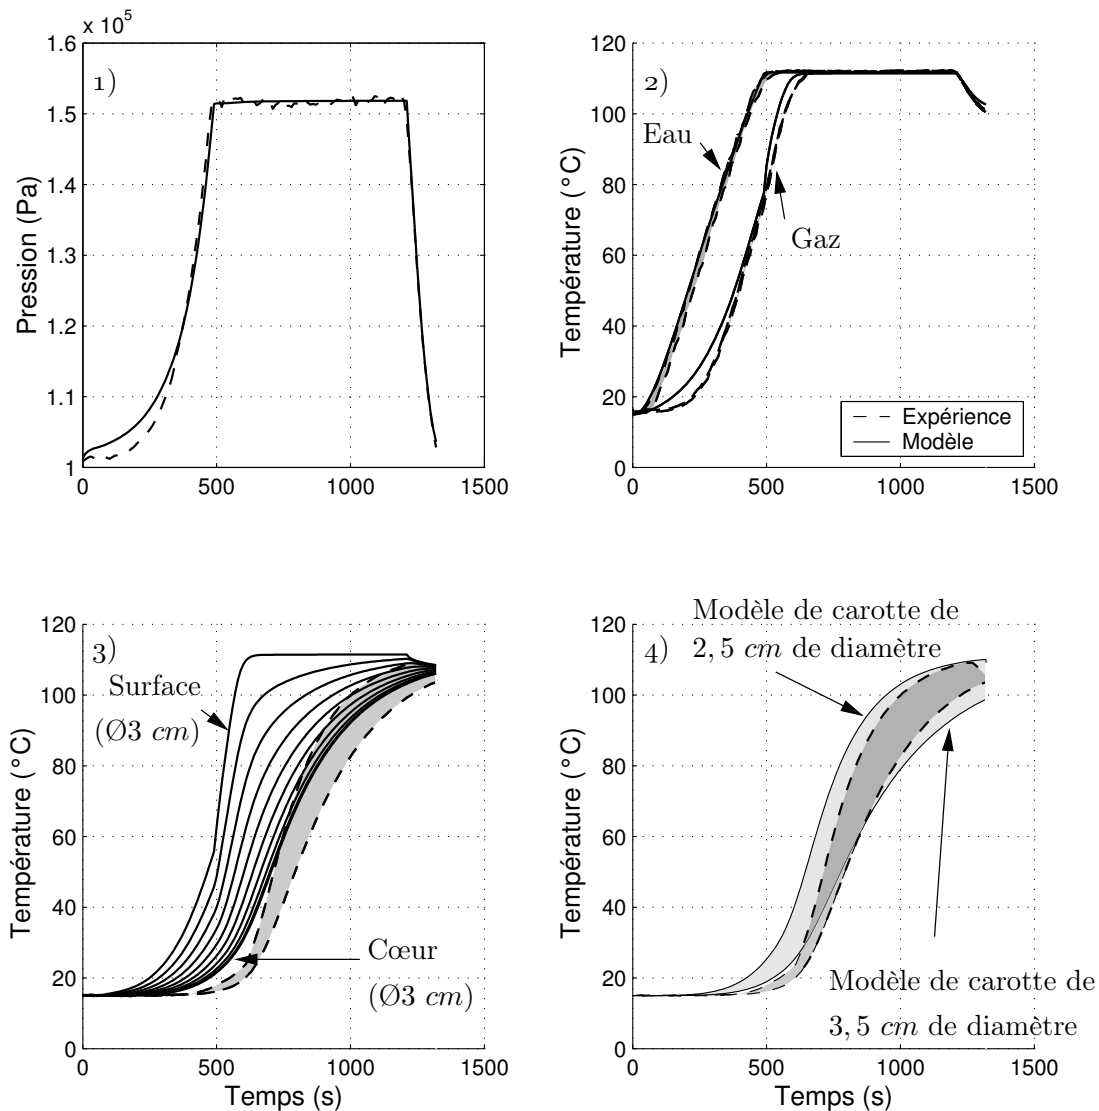 x 10⁵
1.6
1.5
1.4
1.3
1.2
1.1
1
0
500
1000
1500
Pression (Pa)
1)
120
100
80
60
40
20
0
0
500
1000
1500
Température (°C)
2)
Eau
Gaz
Expérience
Modèle
120
100
80
60
40
20
0
0
500
1000
1500
Température (°C)
Temps (s)
3)
Surface
(Ø3 cm)
Cœur
(Ø3 cm)
120
100
80
60
40
20
0
0
500
1000
1500
Température (°C)
Temps (s)
4)
Modèle de carotte de
2,5 cm de diamètre
Modèle de carotte de
3,5 cm de diamètre